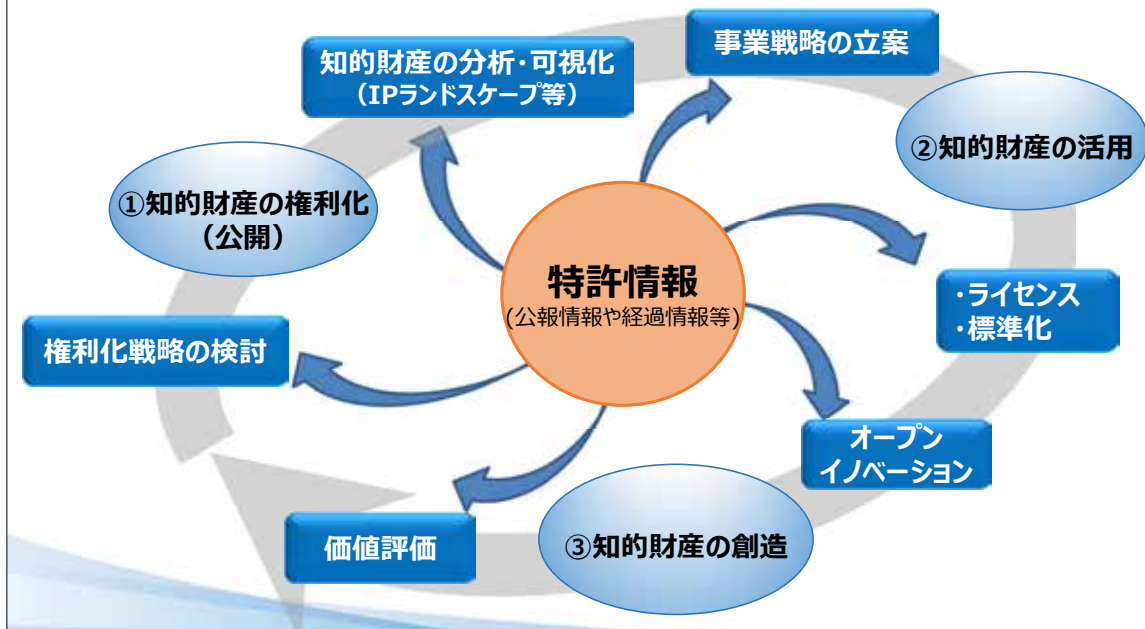 事業戦略の立案
知的財産の分析・可視化
（IPランドスケープ等）
②知的財産の活用
①知的財産の権利化
（公開）
特許情報
(公報情報や経過情報等)
・ライセンス
・標準化
権利化戦略の検討
オープン
イノベーション
価値評価
③知的財産の創造